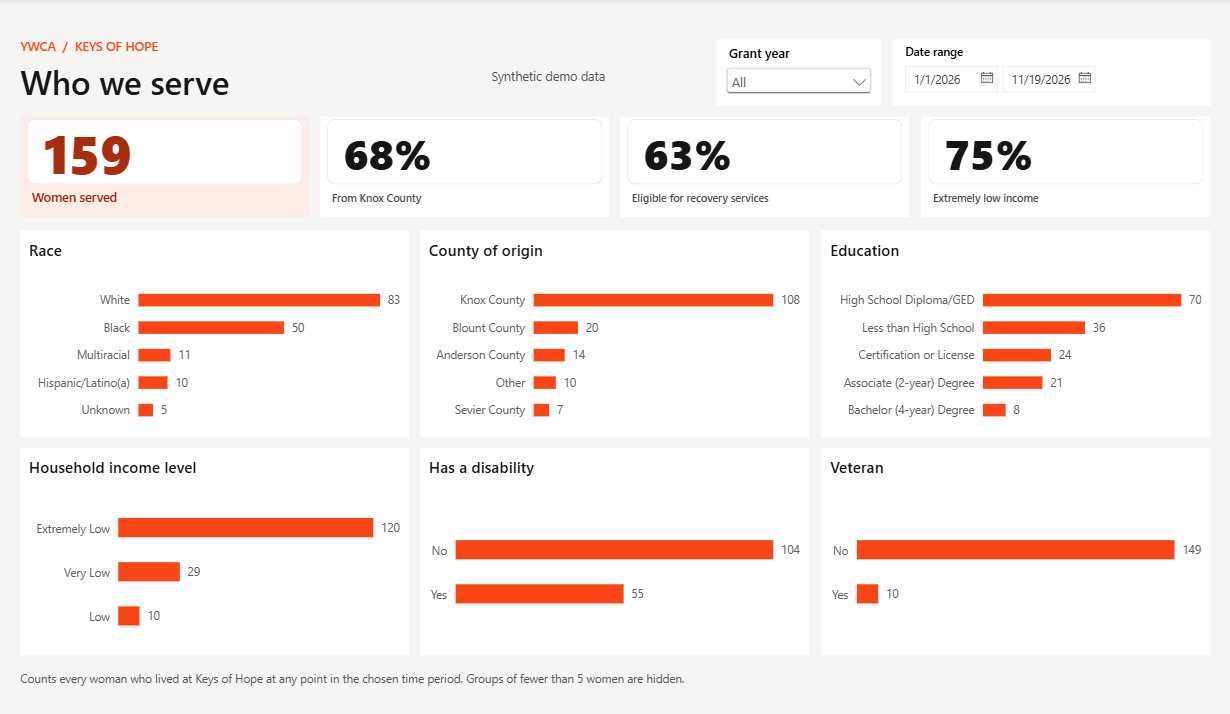 YWCA / KEYS OF HOPE
Who we serve
Synthetic demo data
Grant year
All
Date range
1/1/2026
11/19/2026
159
Women served
68%
From Knox County
63%
Eligible for recovery services
75%
Extremely low income
Race
White 83
Black 50
Multiracial 11
Hispanic/Latino(a) 10
Unknown 5
County of origin
Knox County 108
Blount County 20
Anderson County 14
Other 10
Sevier County 7
Education
High School Diploma/GED 70
Less than High School 36
Certification or License 24
Associate (2-year) Degree 21
Bachelor (4-year) Degree 8
Household income level
Extremely Low 120
Very Low 29
Low 10
Has a disability
No 104
Yes 55
Veteran
No 149
Yes 10
Counts every woman who lived at Keys of Hope at any point in the chosen time period. Groups of fewer than 5 women are hidden.